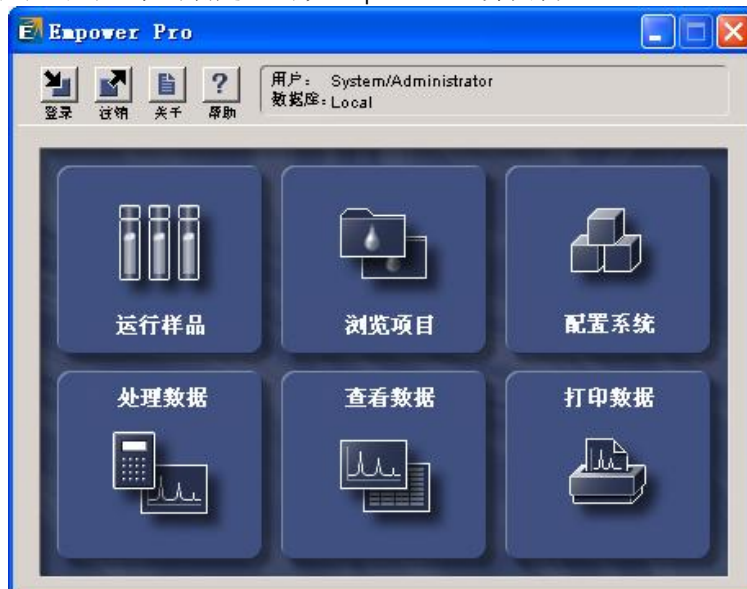 Empower Pro
登录 注销 关于 帮助
用户: System/Administrator
数据库: Local
运行样品 浏览项目 配置系统
处理数据 查看数据 打印数据